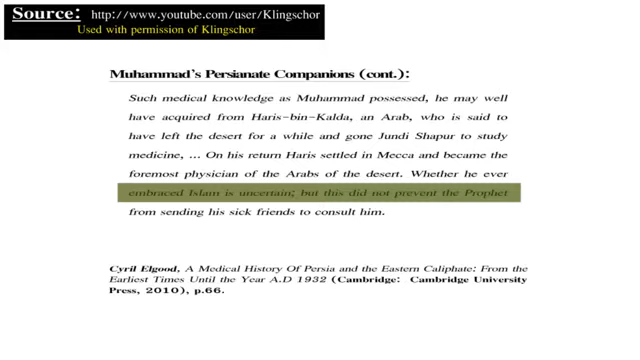 Source: http://www.youtube.com/user/Klingschor
Used with permission of Klingschor
Muhammad's Persianate Companions (cont.):
Such medical knowledge as Muhammad possessed, he may well
have acquired from Haris-bin-Kalda, an Arab, who is said to
have left the desert for a while and gone Jundi Shapur to study
medicine, ... On his return Haris settled in Mecca and became the
foremost physician of the Arabs of the desert. Whether he ever
embraced Islam is uncertain; but this did not prevent the Prophet
from sending his sick friends to consult him.
Cyril Elgood, A Medical History Of Persia and the Eastern Caliphate: From the
Earliest Times Until the Year A.D 1932 (Cambridge: Cambridge University
Press, 2010), p.66.